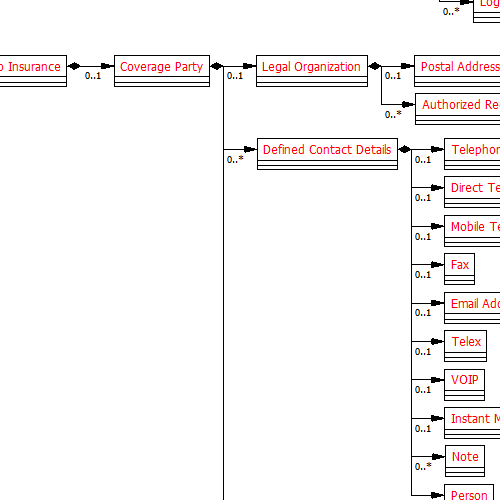 Log
0..*
o Insurance
0..1
Coverage Party
0..1
Legal Organization
0..1
Postal Address
0..*
Authorized Re
0..*
Defined Contact Details
0..1
Telephon
0..1
Direct Te
0..1
Mobile Te
0..1
Fax
0..1
Email Add
0..1
Telex
0..1
VOIP
0..1
Instant M
0..*
Note
Person